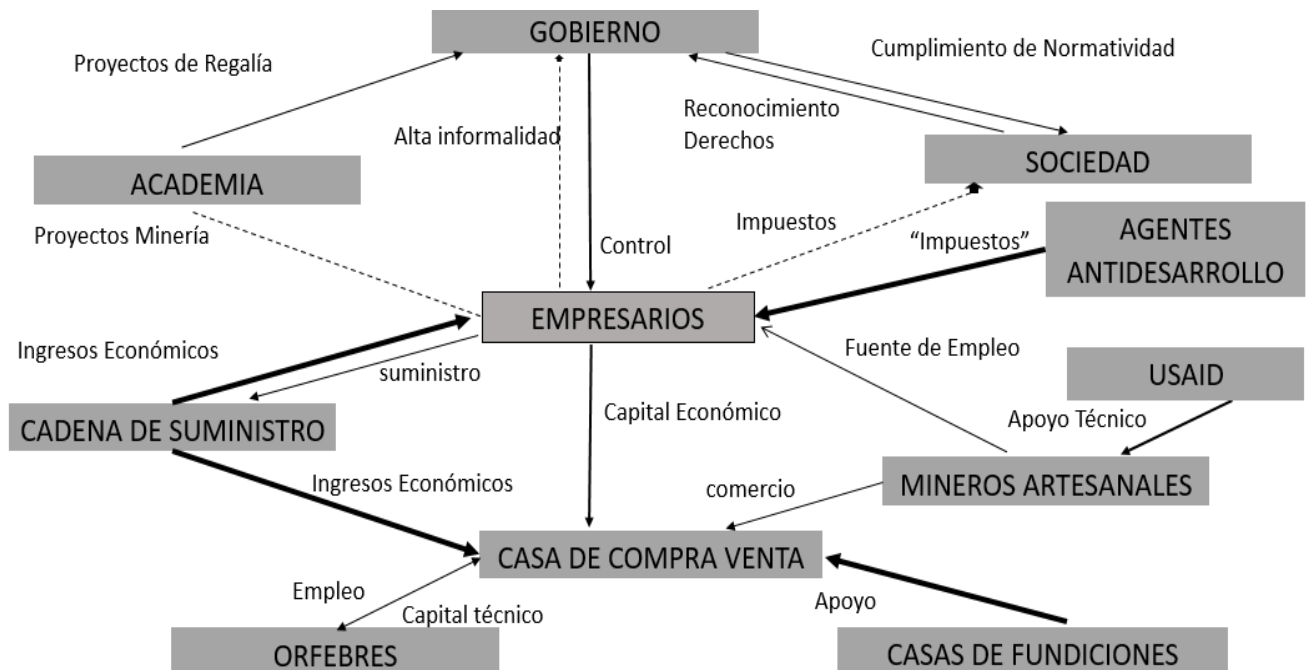 GOBIERNO
Cumplimiento de Normatividad
Proyectos de Regalía
Reconocimiento
Derechos
Alta informalidad
SOCIEDAD
ACADEMIA
Impuestos
Proyectos Minería
“Impuestos”
AGENTES
ANTIDESARROLLO
Control
EMPRESARIOS
Ingresos Económicos
suministro
Fuente de Empleo
USAID
Capital Económico
Apoyo Técnico
CADENA DE SUMINISTRO
Ingresos Económicos
comercio
MINEROS ARTESANALES
CASA DE COMPRA VENTA
Empleo
Capital técnico
Apoyo
ORFEBRES
CASAS DE FUNDICIONES